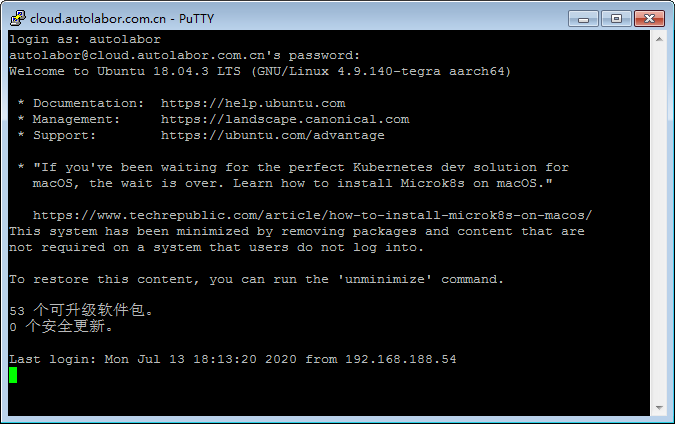 cloud.autolabor.com.cn - PuTTY
login as: autolabor
autolabor@cloud.autolabor.com.cn's password:
Welcome to Ubuntu 18.04.3 LTS (GNU/Linux 4.9.140-tegra aarch64)
* Documentation:  https://help.ubuntu.com
* Management:     https://landscape.canonical.com
* Support:        https://ubuntu.com/advantage
* "If you've been waiting for the perfect Kubernetes dev solution for
macOS, the wait is over. Learn how to install Microk8s on macOS."
https://www.techrepublic.com/article/how-to-install-microk8s-on-macos/
This system has been minimized by removing packages and content that are
not required on a system that users do not log into.
To restore this content, you can run the 'unminimize' command.
53 个可升级软件包。
0 个安全更新。
Last login: Mon Jul 13 18:13:20 2020 from 192.168.188.54